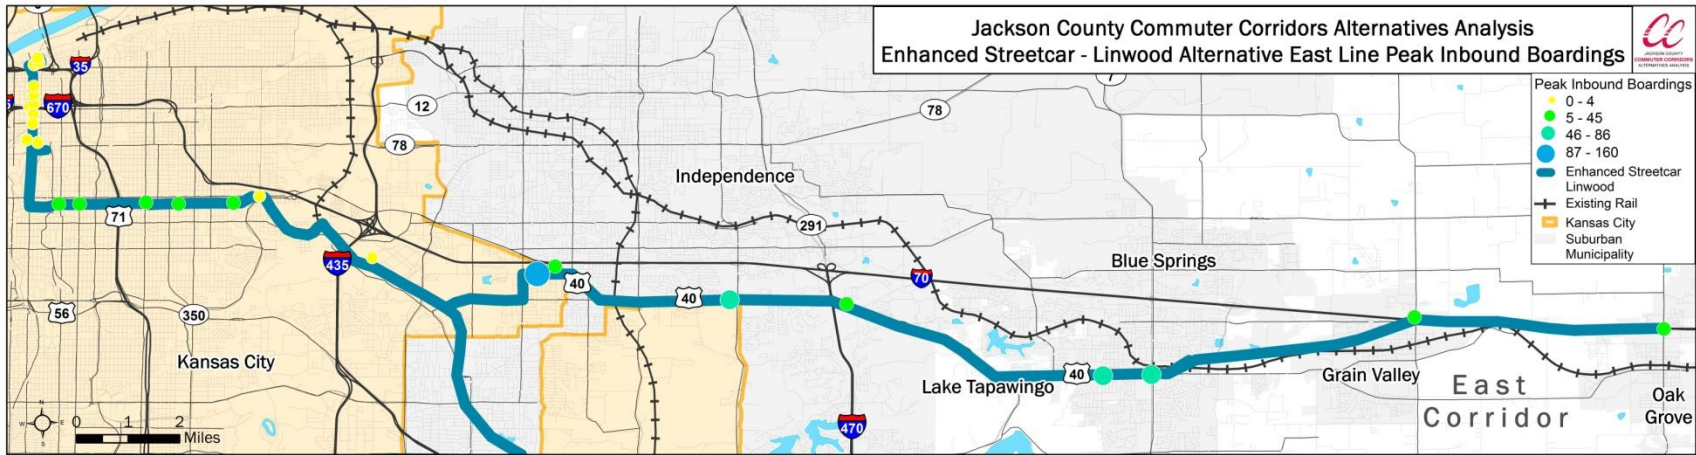 Jackson County Commuter Corridors Alternatives Analysis
Enhanced Streetcar - Linwood Alternative East Line Peak Inbound Boardings
JACKSON COUNTY
COMMUTER CORRIDORS
ALTERNATIVES ANALYSIS
Peak Inbound Boardings
0 - 4
5 - 45
46 - 86
87 - 160
Enhanced Streetcar
Linwood
Existing Rail
Kansas City
Suburban
Municipality
35
670
12
78
78
7
Independence
71
291
435
70
Blue Springs
40
40
56
350
Kansas City
Lake Tapawingo
40
Grain Valley
East
Corridor
Oak
Grove
470
N
W
E
S
0 1 2
Miles